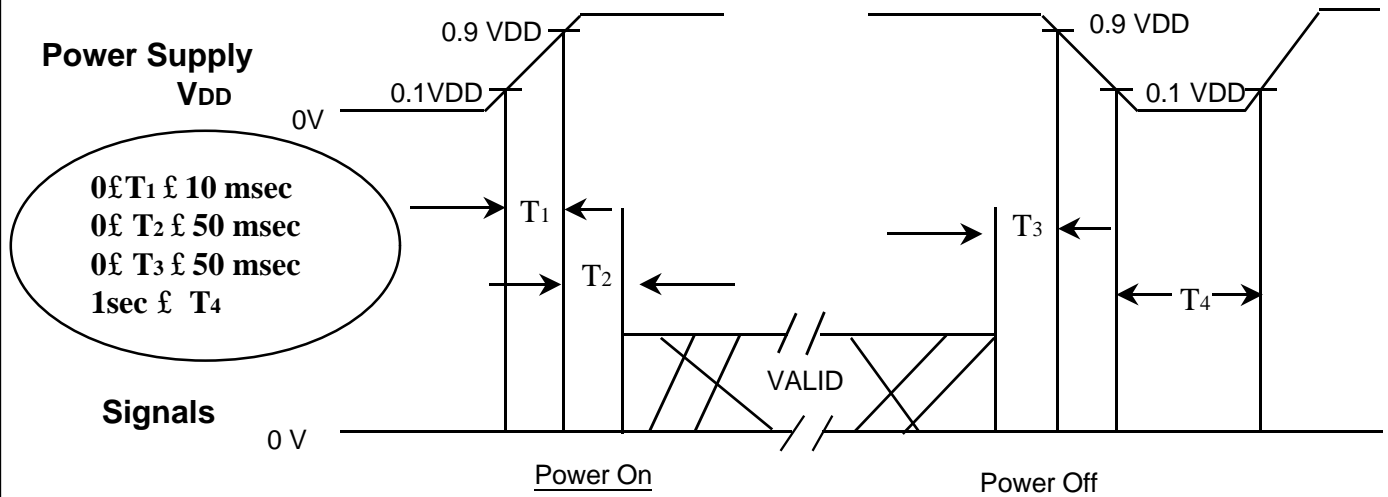 0.9 VDD
0.9 VDD
Power Supply
VDD
0.1VDD
0.1 VDD
0V
0£T1 £ 10 msec
0£ T2 £ 50 msec
0£ T3 £ 50 msec
1sec £ T4
T1
T3
T2
T4
VALID
Signals
0 V
Power On
Power Off